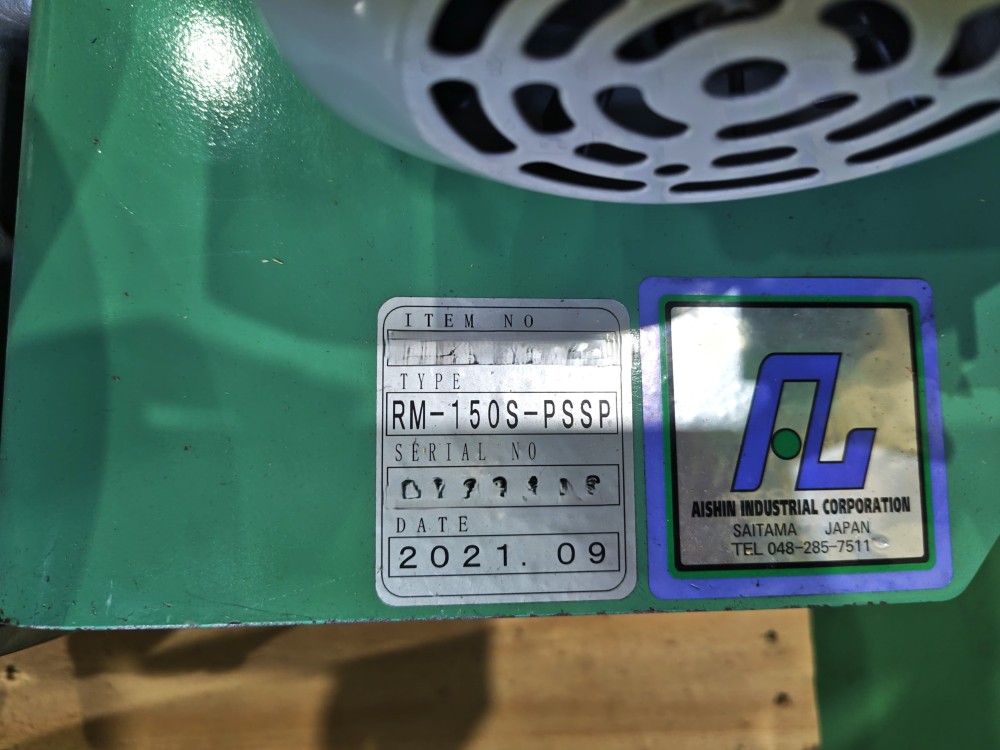 ITEM NO
TYPE
RM-150S-PSSP
SERIAL NO
DATE
2021. 09
AISHIN INDUSTRIAL CORPORATION
SAITAMA JAPAN
TEL 048-285-7511